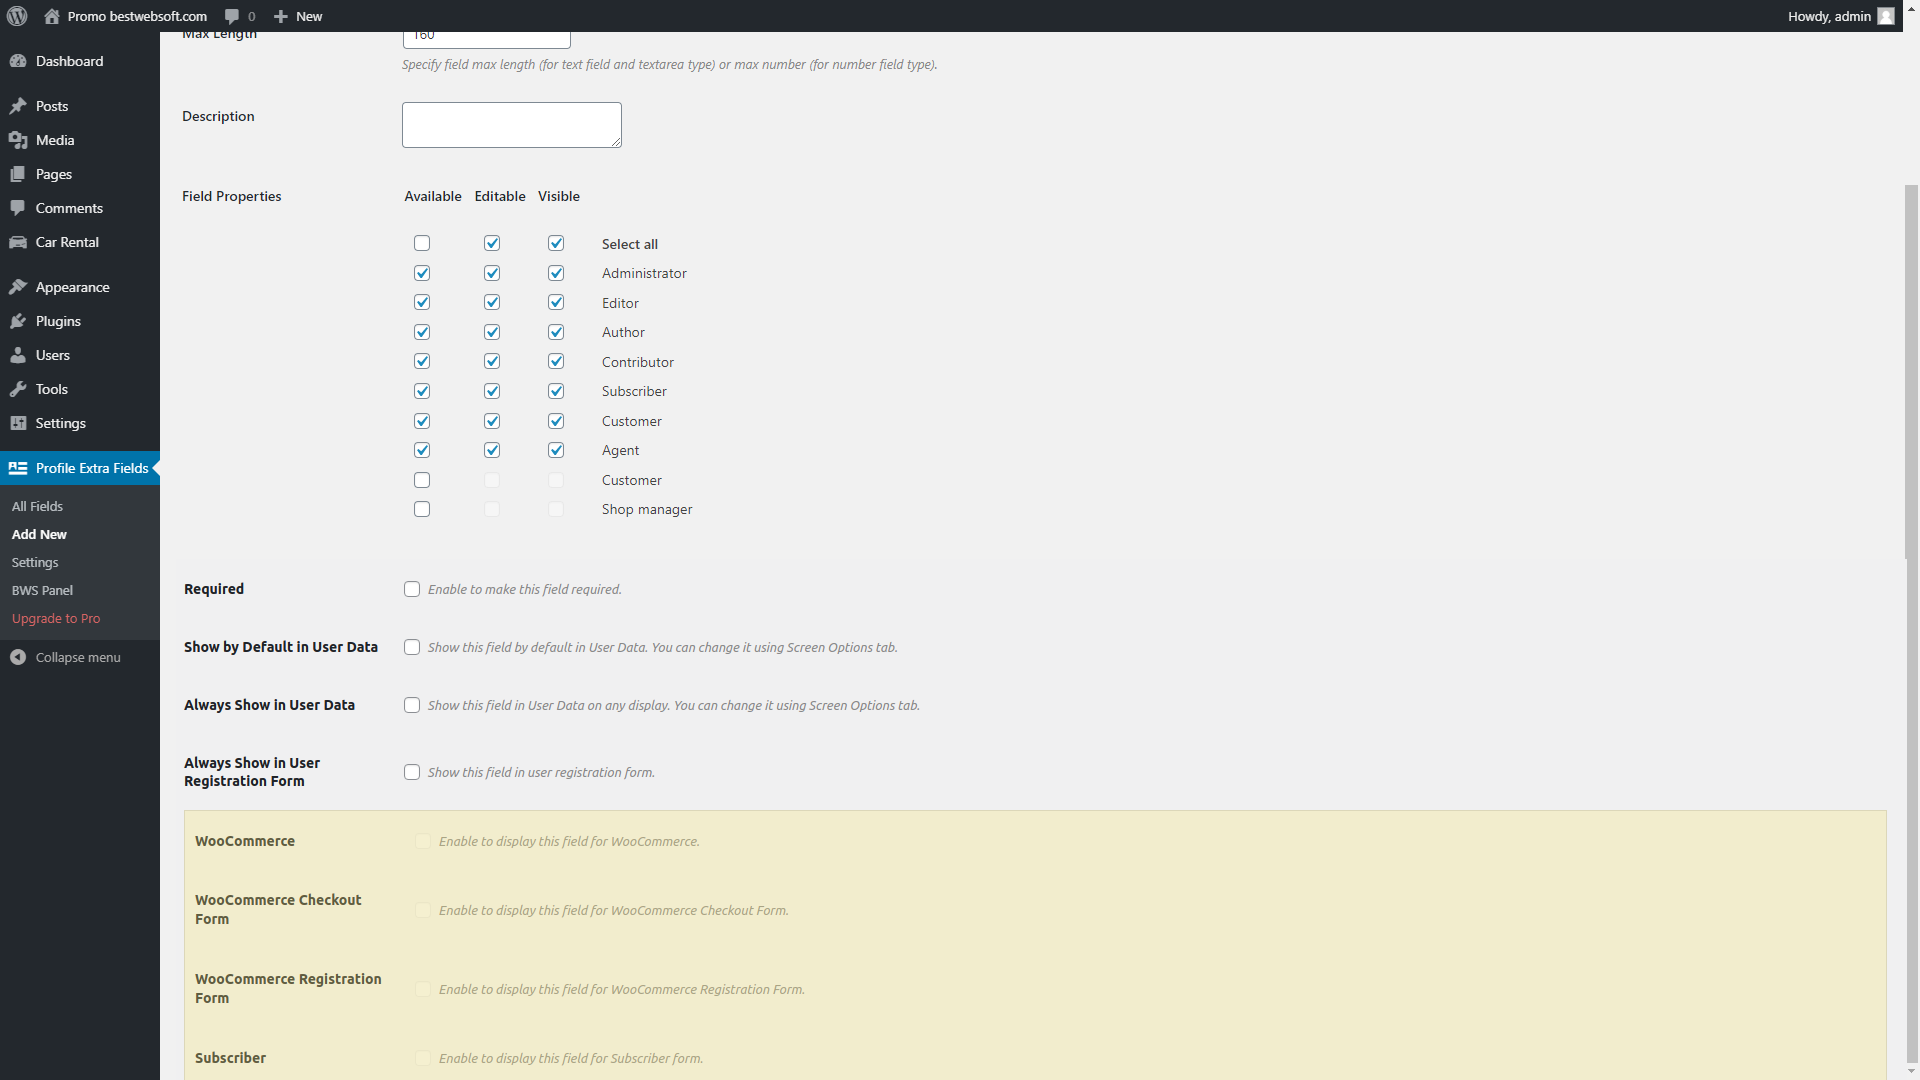 Promo bestwebsoft.com 0 New Howdy, admin
Dashboard
Posts
Media
Pages
Comments
Car Rental
Appearance
Plugins
Users
Tools
Settings
Profile Extra Fields
All Fields
Add New
Settings
BWS Panel
Upgrade to Pro
Collapse menu
Max Length 160
Specify field max length (for text field and textarea type) or max number (for number field type).
Description
Field Properties Available Editable Visible
Select all
Administrator
Editor
Author
Contributor
Subscriber
Customer
Agent
Customer
Shop manager
Required Enable to make this field required.
Show by Default in User Data Show this field by default in User Data. You can change it using Screen Options tab.
Always Show in User Data Show this field in User Data on any display. You can change it using Screen Options tab.
Always Show in User
Registration Form Show this field in user registration form.
WooCommerce Enable to display this field for WooCommerce.
WooCommerce Checkout
Form Enable to display this field for WooCommerce Checkout Form.
WooCommerce Registration
Form Enable to display this field for WooCommerce Registration Form.
Subscriber Enable to display this field for Subscriber form.